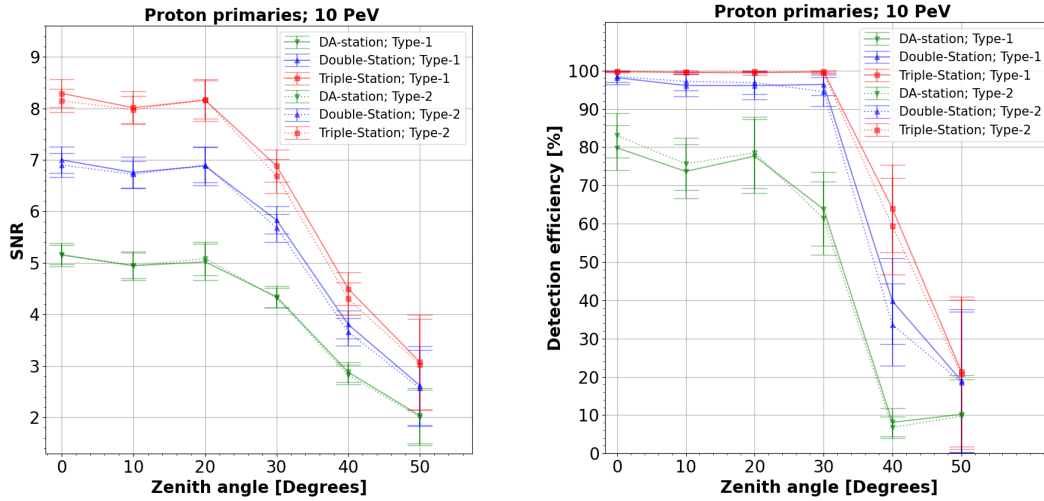 Proton primaries; 10 PeV
DA-station; Type-1
Double-Station; Type-1
Triple-Station; Type-1
DA-station; Type-2
Double-Station; Type-2
Triple-Station; Type-2
9
8
7
6
5
4
3
2
SNR
0 10 20 30 40 50
Zenith angle [Degrees]
Proton primaries; 10 PeV
DA-station; Type-1
Double-Station; Type-1
Triple-Station; Type-1
DA-station; Type-2
Double-Station; Type-2
Triple-Station; Type-2
100
90
80
70
60
50
40
30
20
10
0
Detection efficiency [%]
0 10 20 30 40 50
Zenith angle [Degrees]